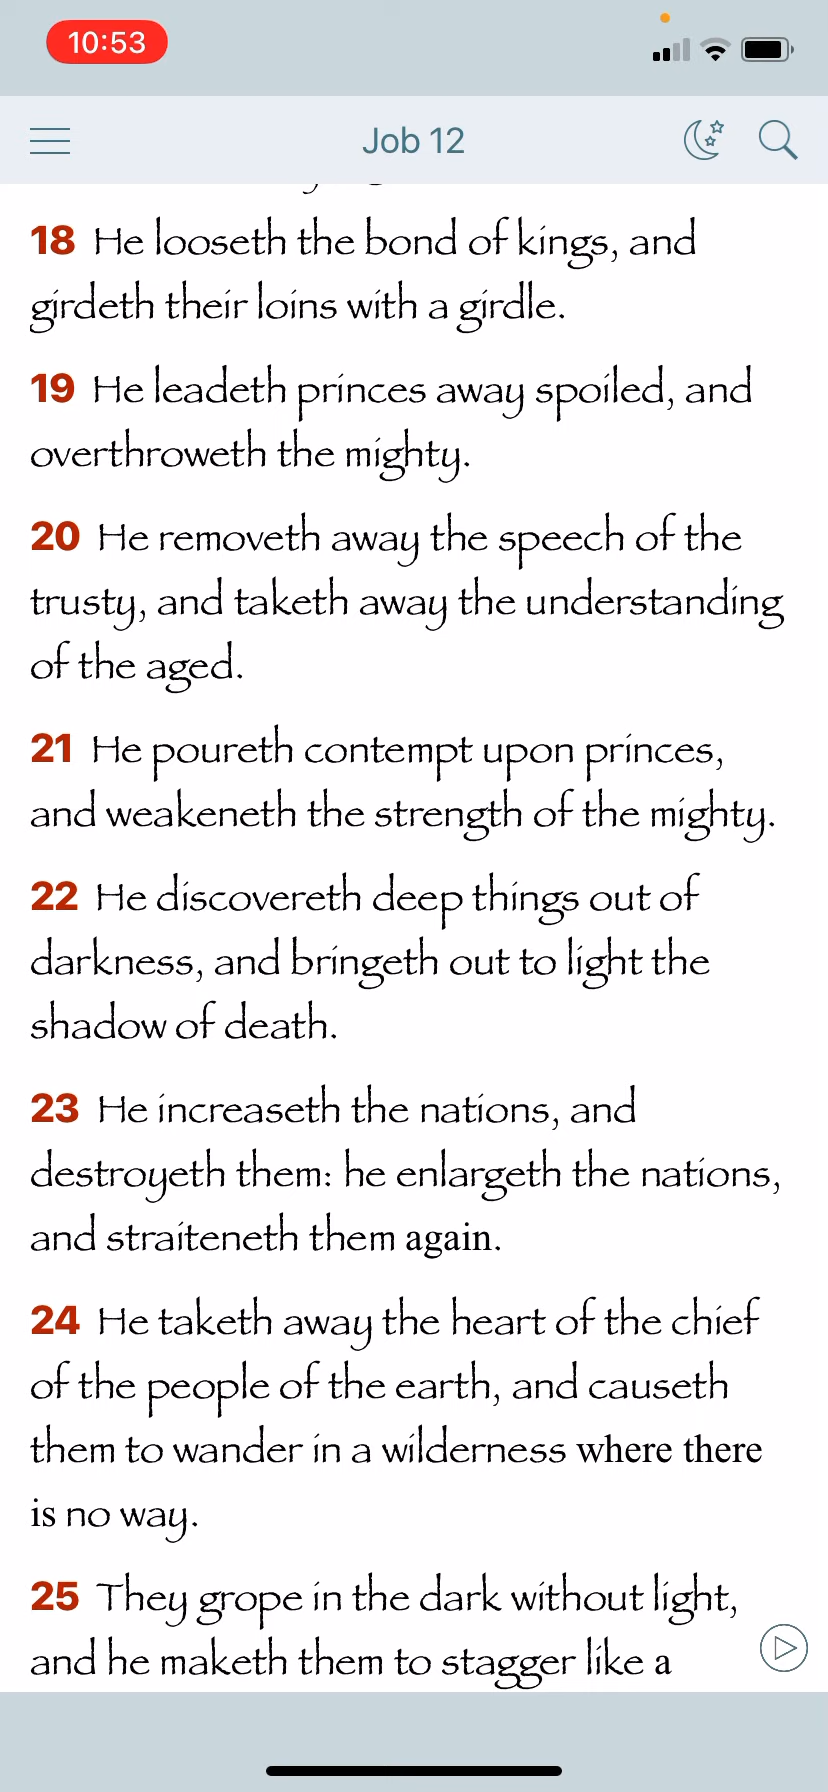 10:53
Job 12
18 He looseth the bond of kings, and
girdeth their loins with a girdle.
19 He leadeth princes away spoiled, and
overthroweth the mighty.
20 He removeth away the speech of the
trusty, and taketh away the understanding
of the aged.
21 He poureth contempt upon princes,
and weakeneth the strength of the mighty.
22 He discovereth deep things out of
darkness, and bringeth out to light the
shadow of death.
23 He increaseth the nations, and
destroyeth them: he enlargeth the nations,
and straiteneth them again.
24 He taketh away the heart of the chief
of the people of the earth, and causeth
them to wander in a wilderness where there
is no way.
25 They grope in the dark without light,
and he maketh them to stagger like a